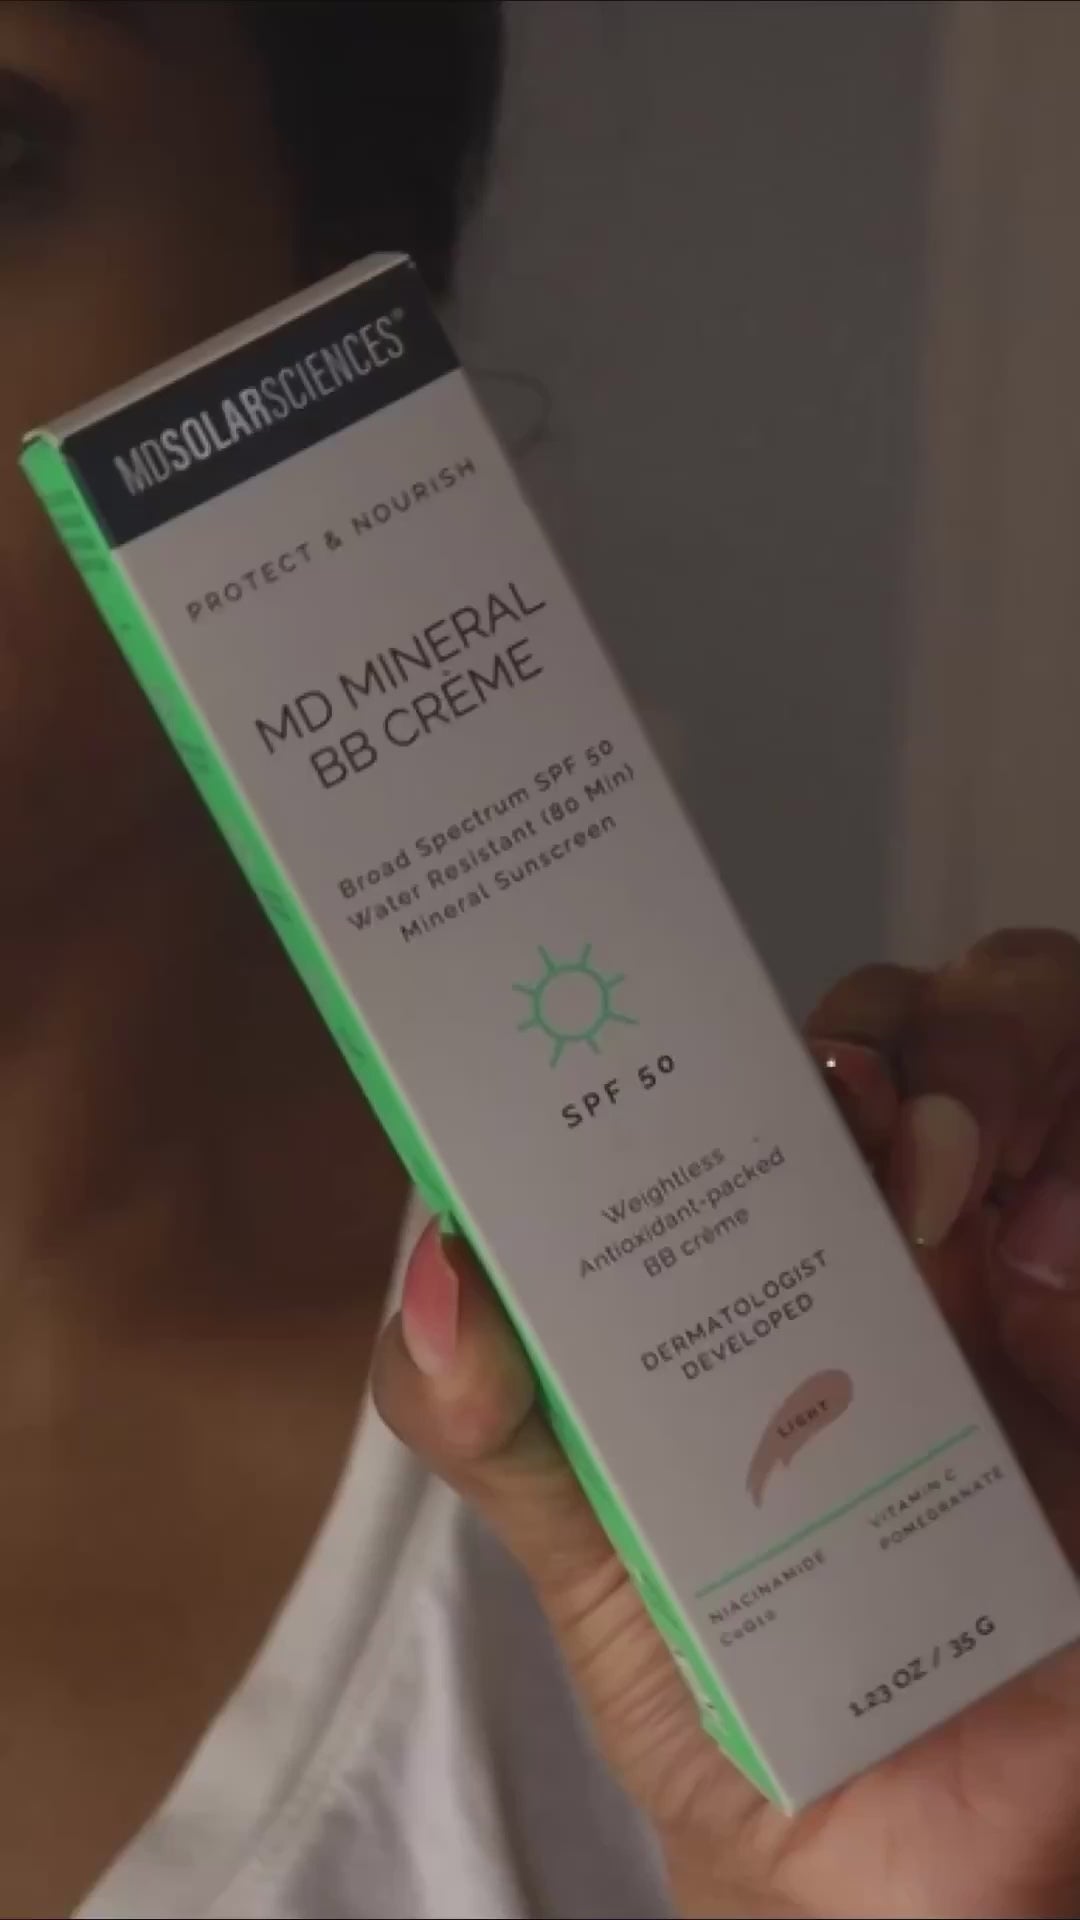 MDSOLARSCIENCES®
PROTECT & NOURISH
MD MINERAL
BB CRÈME
Broad Spectrum SPF 50
Water Resistant (80 Min)
Mineral Sunscreen
SPF 50
Weightless
Antioxidant-packed
BB crème
DERMATOLOGIST
DEVELOPED
LIGHT
NIACINAMIDE
CoQ10
VITAMIN C
POMEGRANATE
1.23 OZ / 35 G